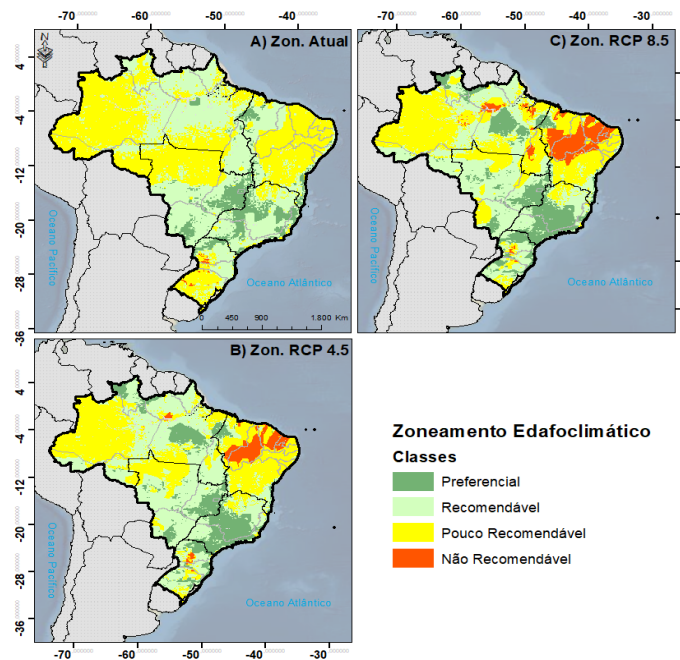 -70 -60 -50 -40
-70 -60 -50 -40 -30
A) Zon. Atual
N
4
-4
-12
-20
-28
-36
Oceano Pacífico
Oceano Atlântico
0 450 900 1.800 Km
C) Zon. RCP 8.5
Oceano Pacífico
Oceano Atlântico
B) Zon. RCP 4.5
4
-4
-12
-20
-28
-36
Oceano Pacífico
Oceano Atlântico
-70 -60 -50 -40 -30
Zoneamento Edafoclimático
Classes
Preferencial
Recomendável
Pouco Recomendável
Não Recomendável